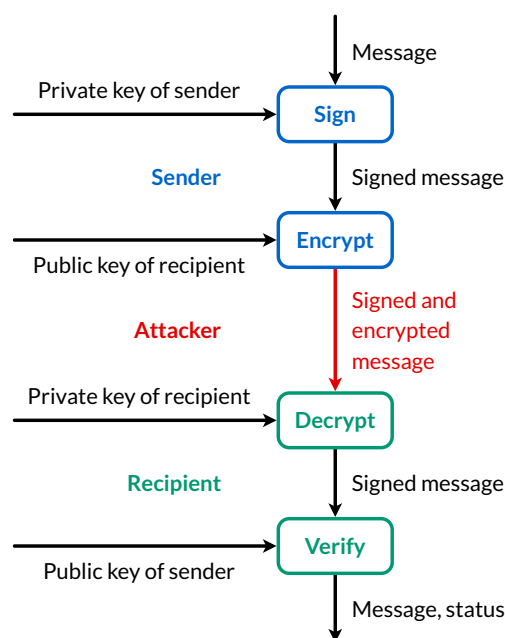 Message
Private key of sender
Sign
Sender
Signed message
Encrypt
Public key of recipient
Signed and
encrypted
message
Attacker
Private key of recipient
Decrypt
Recipient
Signed message
Verify
Public key of sender
Message, status